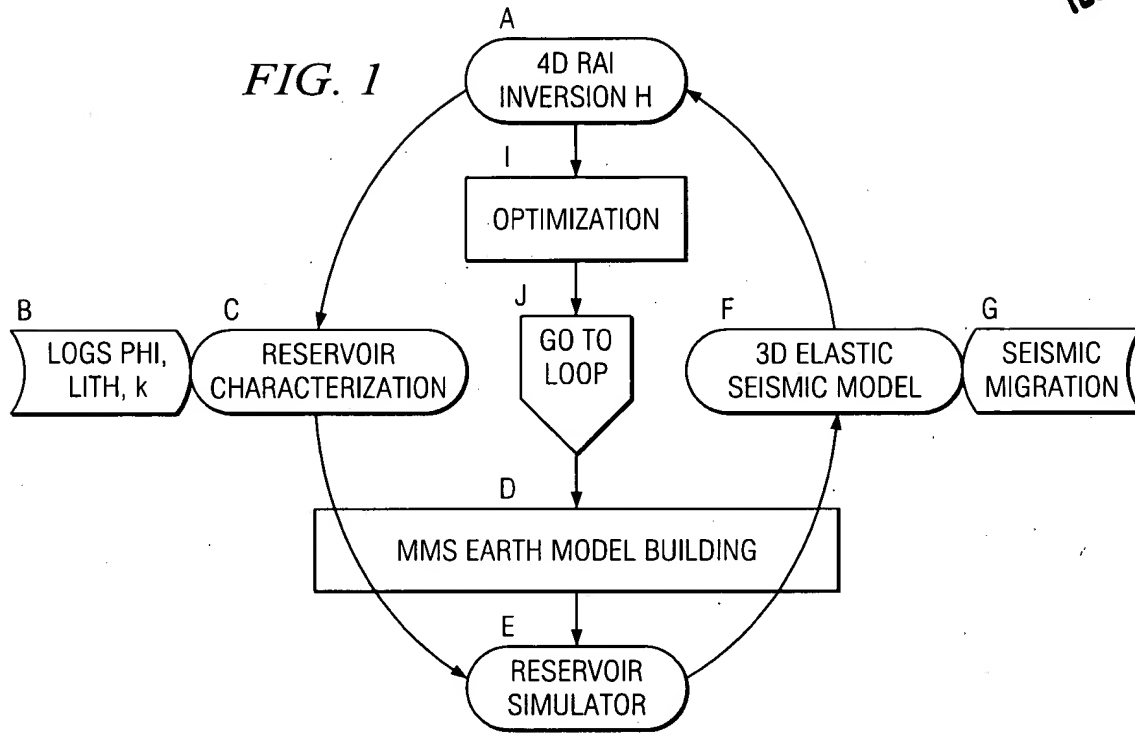 FIG. 1
A
4D RAI
INVERSION H
I
OPTIMIZATION
B
LOGS PHI,
LITH, k
C
RESERVOIR
CHARACTERIZATION
J
GO TO
LOOP
F
3D ELASTIC
SEISMIC MODEL
G
SEISMIC
MIGRATION
D
MMS EARTH MODEL BUILDING
E
RESERVOIR
SIMULATOR